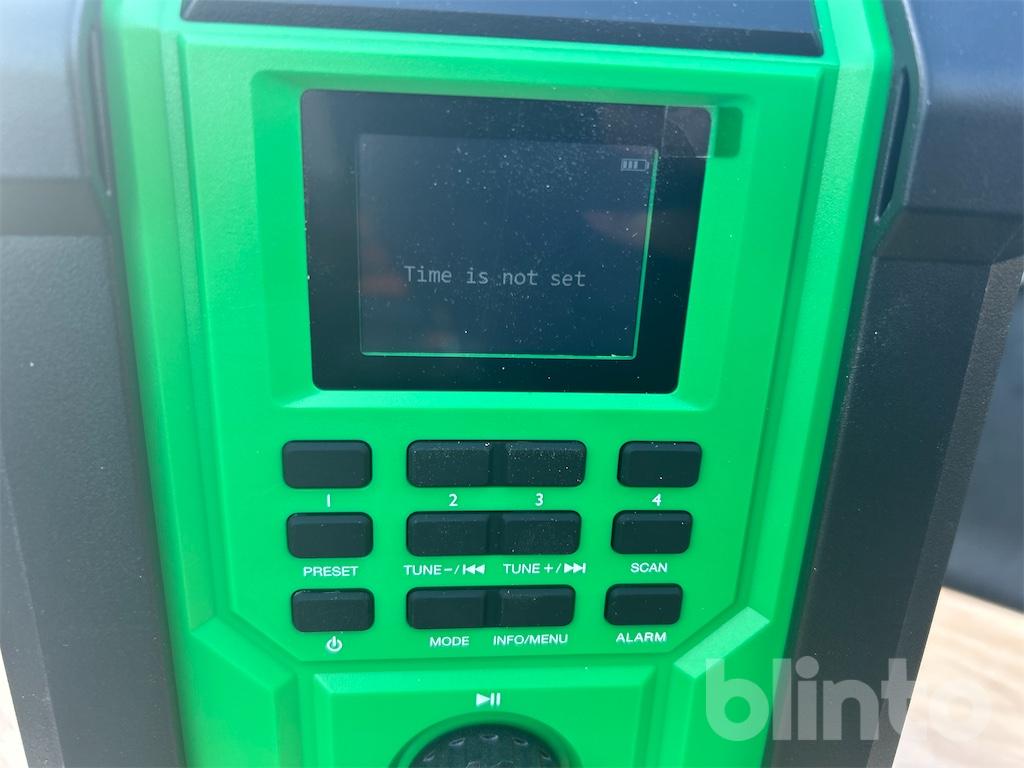 Time is not set
1 2 3 4
PRESET TUNE−/⏮ TUNE+/⏭ SCAN
MODE INFO/MENU ALARM
blinto